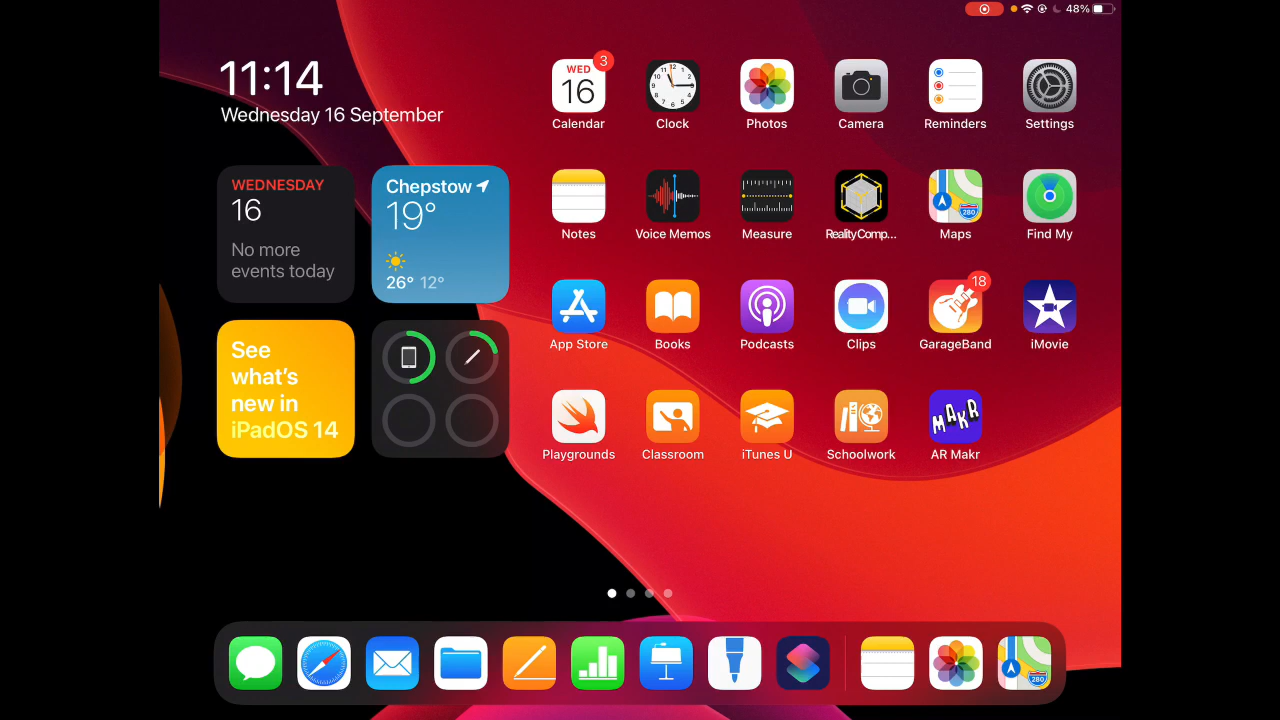 48%
11:14
Wednesday 16 September
WEDNESDAY
16
No more
events today
Chepstow
19°
26° 12°
See
what's
new in
iPadOS 14
3
WED
16
Calendar
Clock
Photos
Camera
Reminders
Settings
Notes
Voice Memos
Measure
RealityComp...
280
Maps
Find My
App Store
Books
Podcasts
Clips
18
GarageBand
iMovie
Playgrounds
Classroom
iTunes U
Schoolwork
MAKR
AR Makr
280